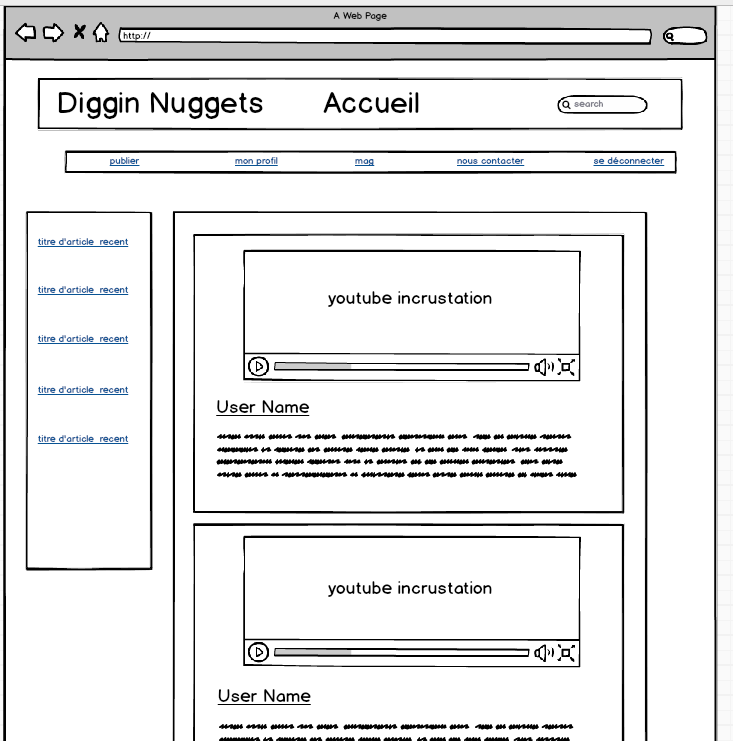 A Web Page
http://
Diggin Nuggets Accueil search
publier mon profil mag nous contacter se déconnecter
titre d'article recent
titre d'article recent
titre d'article recent
titre d'article recent
titre d'article recent
youtube incrustation
User Name
youtube incrustation
User Name